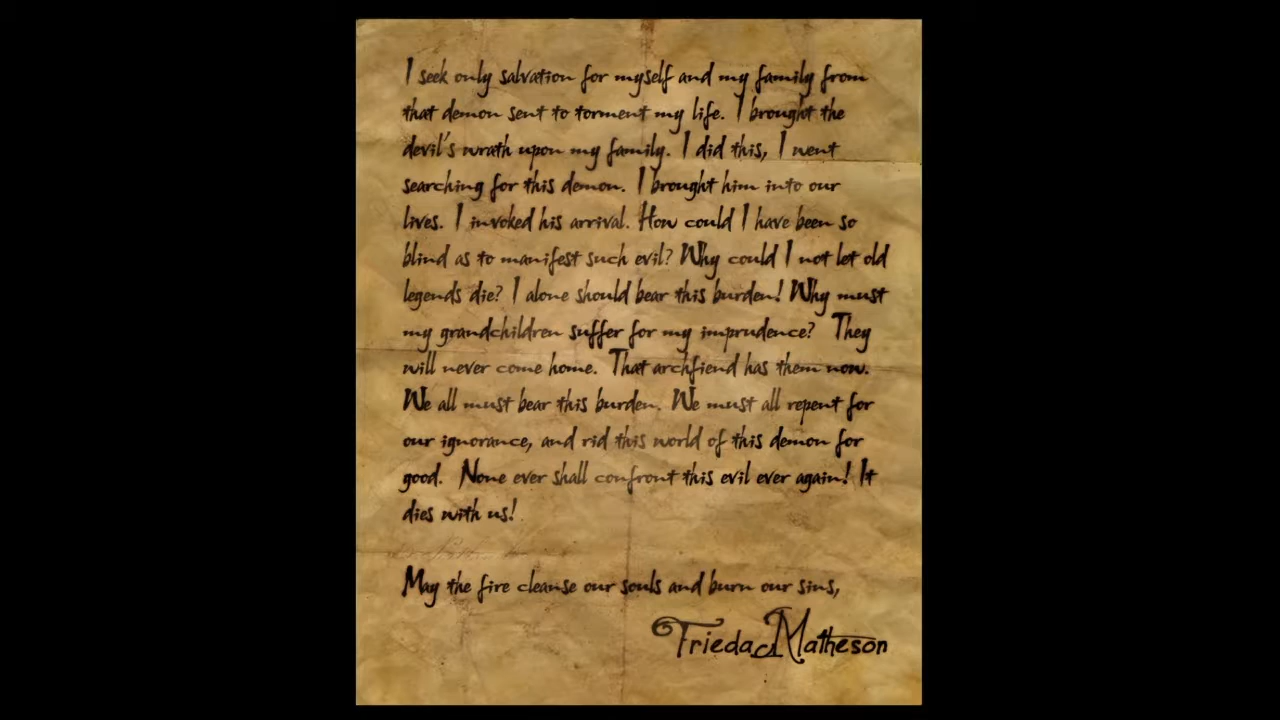 I seek only salvation for myself and my family from
that demon sent to torment my life. I brought the
devil's wrath upon my family. I did this, I went
searching for this demon. I brought him into our
lives. I invoked his arrival. How could I have been so
blind as to manifest such evil? Why could I not let old
legends die? I alone should bear this burden! Why must
my grandchildren suffer for my imprudence? They
will never come home. That archfiend has them now.
We all must bear this burden. We must all repent for
our ignorance, and rid this world of this demon for
good. None ever shall confront this evil ever again! It
dies with us!
May the fire cleanse our souls and burn our sins,
Frieda Matheson